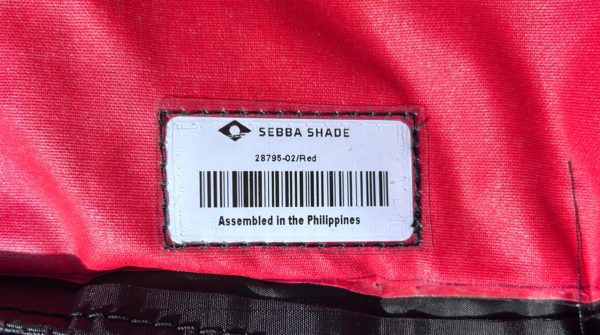 SEBBA SHADE
28795-02/Red
Assembled in the Philippines